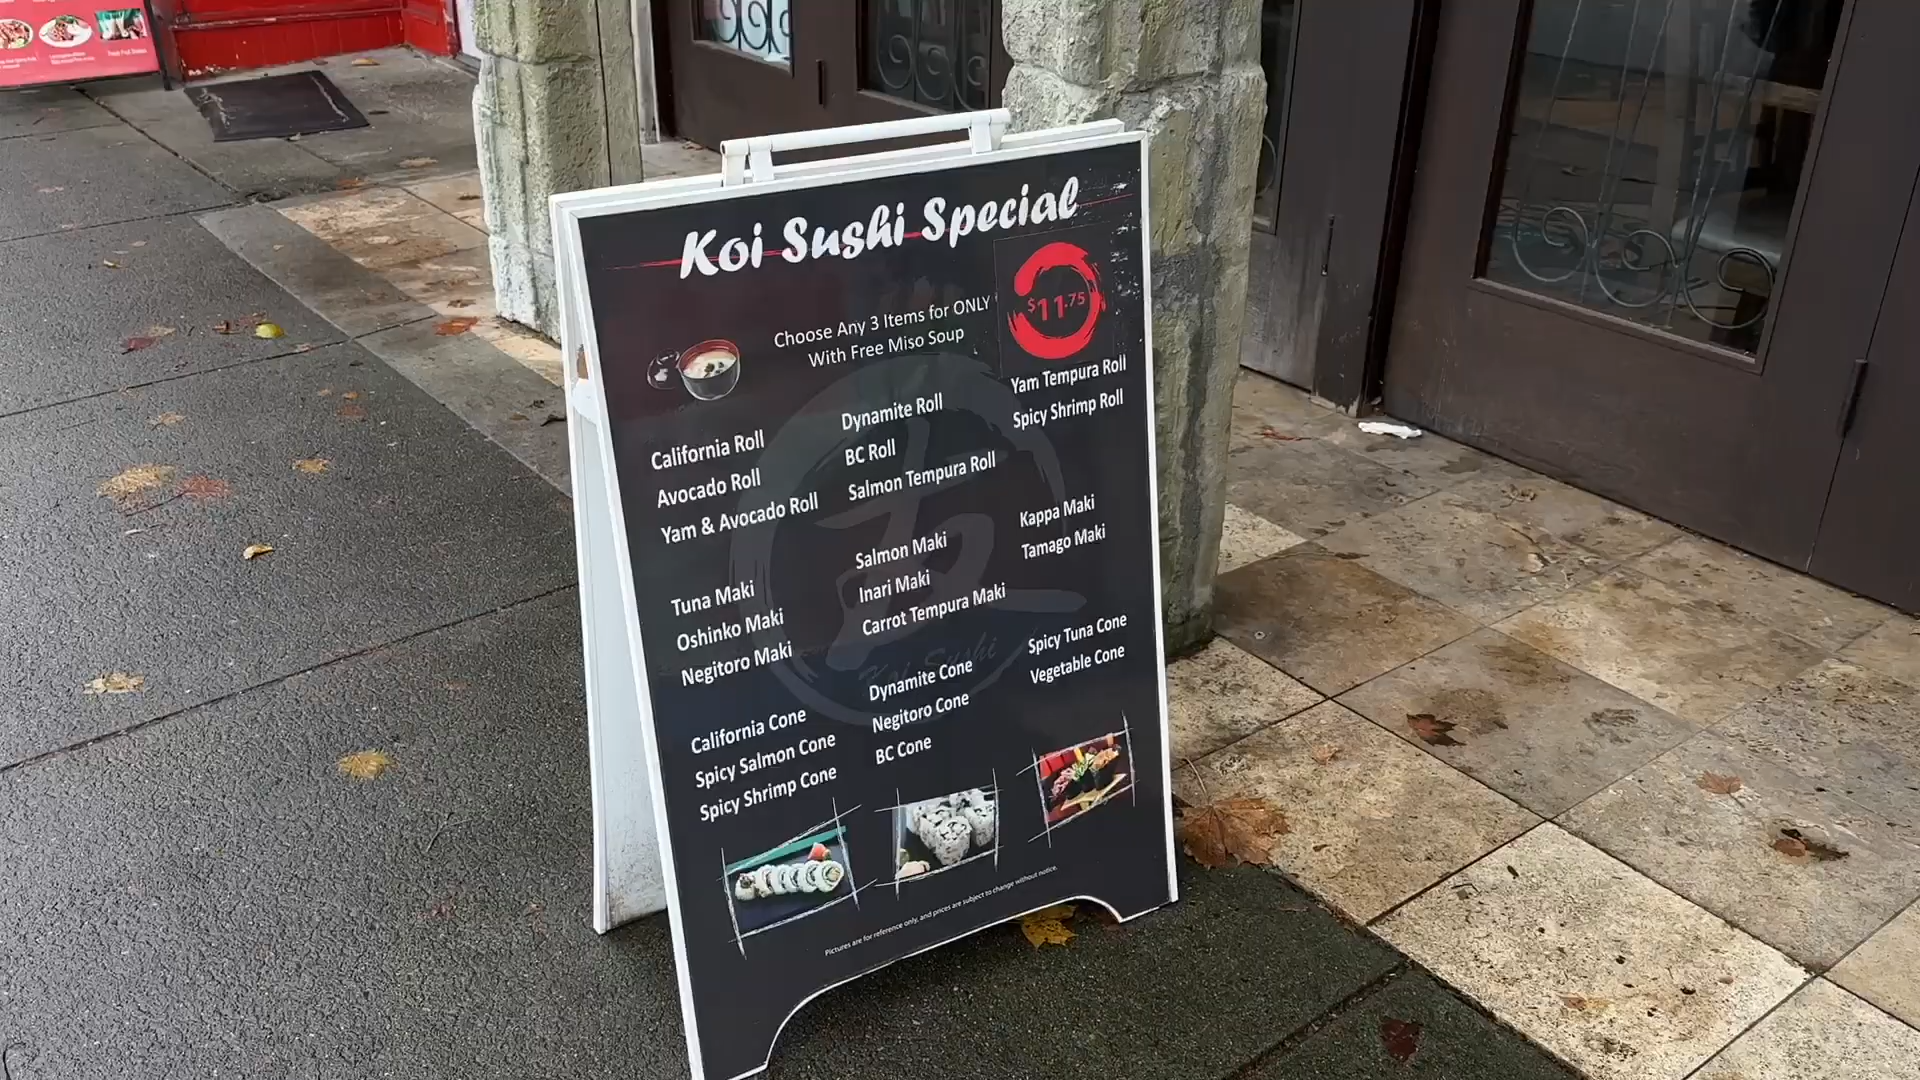 Koi Sushi Special
Choose Any 3 Items for ONLY
With Free Miso Soup
$11.75
California Roll
Avocado Roll
Yam & Avocado Roll
Dynamite Roll
BC Roll
Salmon Tempura Roll
Yam Tempura Roll
Spicy Shrimp Roll
Tuna Maki
Oshinko Maki
Negitoro Maki
Salmon Maki
Inari Maki
Carrot Tempura Maki
Kappa Maki
Tamago Maki
Koi Sushi
California Cone
Spicy Salmon Cone
Spicy Shrimp Cone
Dynamite Cone
Negitoro Cone
BC Cone
Spicy Tuna Cone
Vegetable Cone
Pictures are for reference only, and prices are subject to change without notice.